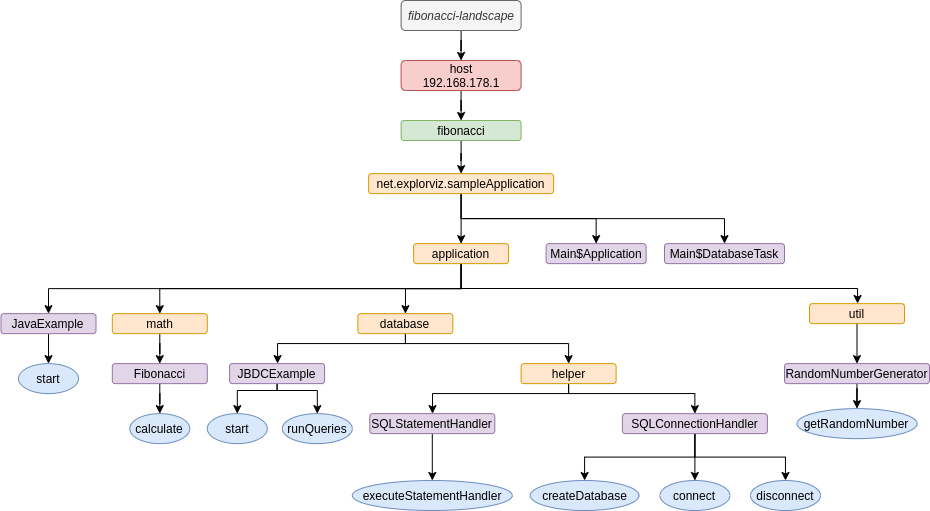 fibonacci-landscape
host
192.168.178.1
fibonacci
net.explorviz.sampleApplication
application
Main$Application
Main$DatabaseTask
JavaExample
math
database
util
start
Fibonacci
JBDCExample
helper
RandomNumberGenerator
calculate
start
runQueries
SQLStatementHandler
SQLConnectionHandler
getRandomNumber
executeStatementHandler
createDatabase
connect
disconnect